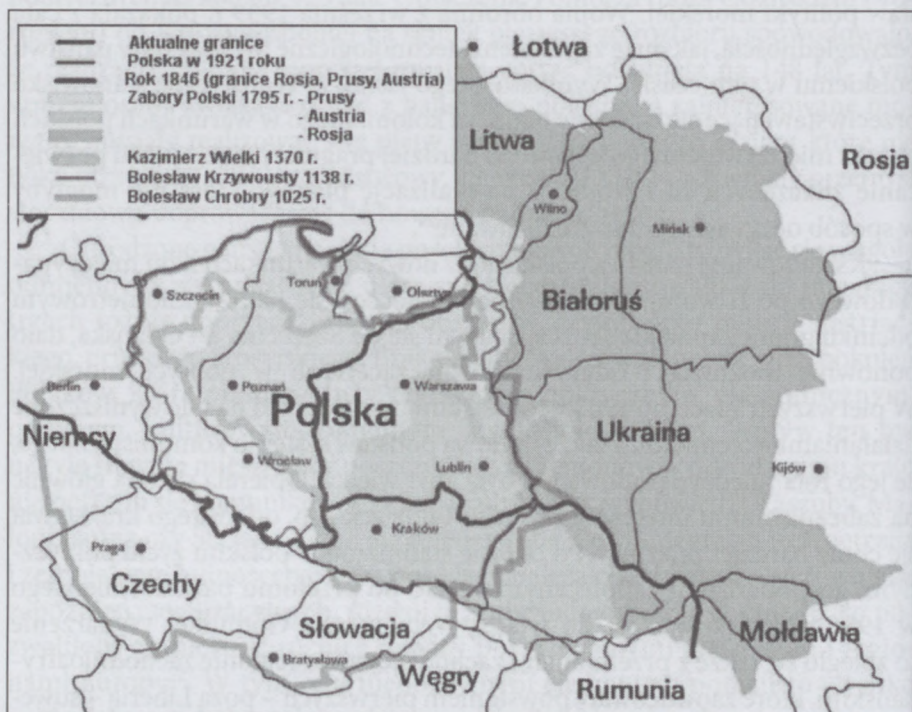 Aktualne granice
Polska w 1921 roku
Rok 1846 (granice Rosja, Prusy, Austria)
Zabory Polski 1795 r. - Prusy
- Austria
- Rosja
Kazimierz Wielki 1370 r.
Bolesław Krzywousty 1138 r.
Bolesław Chrobry 1025 r.
Łotwa
Litwa
Rosja
Wilno
Mińsk
Białoruś
Szczecin
Toruń
Olsztyn
Berlin
Poznań
Warszawa
Polska
Niemcy
Wrocław
Lublin
Ukraina
Kijów
Kraków
Praga
Czechy
Słowacja
Bratysława
Węgry
Rumunia
Mołdawia